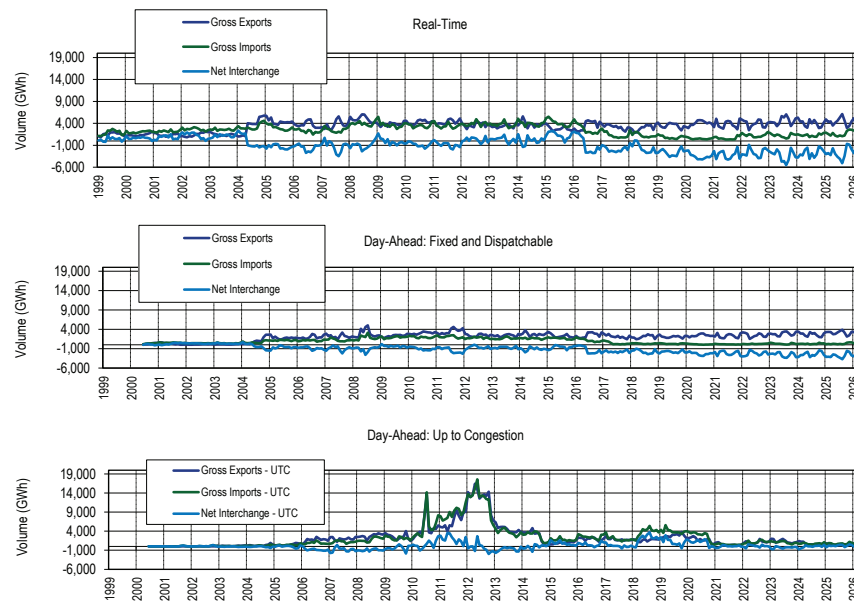 Real-Time
Gross Exports
Gross Imports
Net Interchange
Volume (GWh)
19,000
14,000
9,000
4,000
-1,000
-6,000
1999 2000 2001 2002 2003 2004 2005 2006 2007 2008 2009 2010 2011 2012 2013 2014 2015 2016 2017 2018 2019 2020 2021 2022 2023 2024 2025 2026
Day-Ahead: Fixed and Dispatchable
Gross Exports
Gross Imports
Net Interchange
Volume (GWh)
19,000
14,000
9,000
4,000
-1,000
-6,000
1999 2000 2001 2002 2003 2004 2005 2006 2007 2008 2009 2010 2011 2012 2013 2014 2015 2016 2017 2018 2019 2020 2021 2022 2023 2024 2025 2026
Day-Ahead: Up to Congestion
Gross Exports - UTC
Gross Imports - UTC
Net Interchange - UTC
Volume (GWh)
19,000
14,000
9,000
4,000
-1,000
-6,000
1999 2000 2001 2002 2003 2004 2005 2006 2007 2008 2009 2010 2011 2012 2013 2014 2015 2016 2017 2018 2019 2020 2021 2022 2023 2024 2025 2026